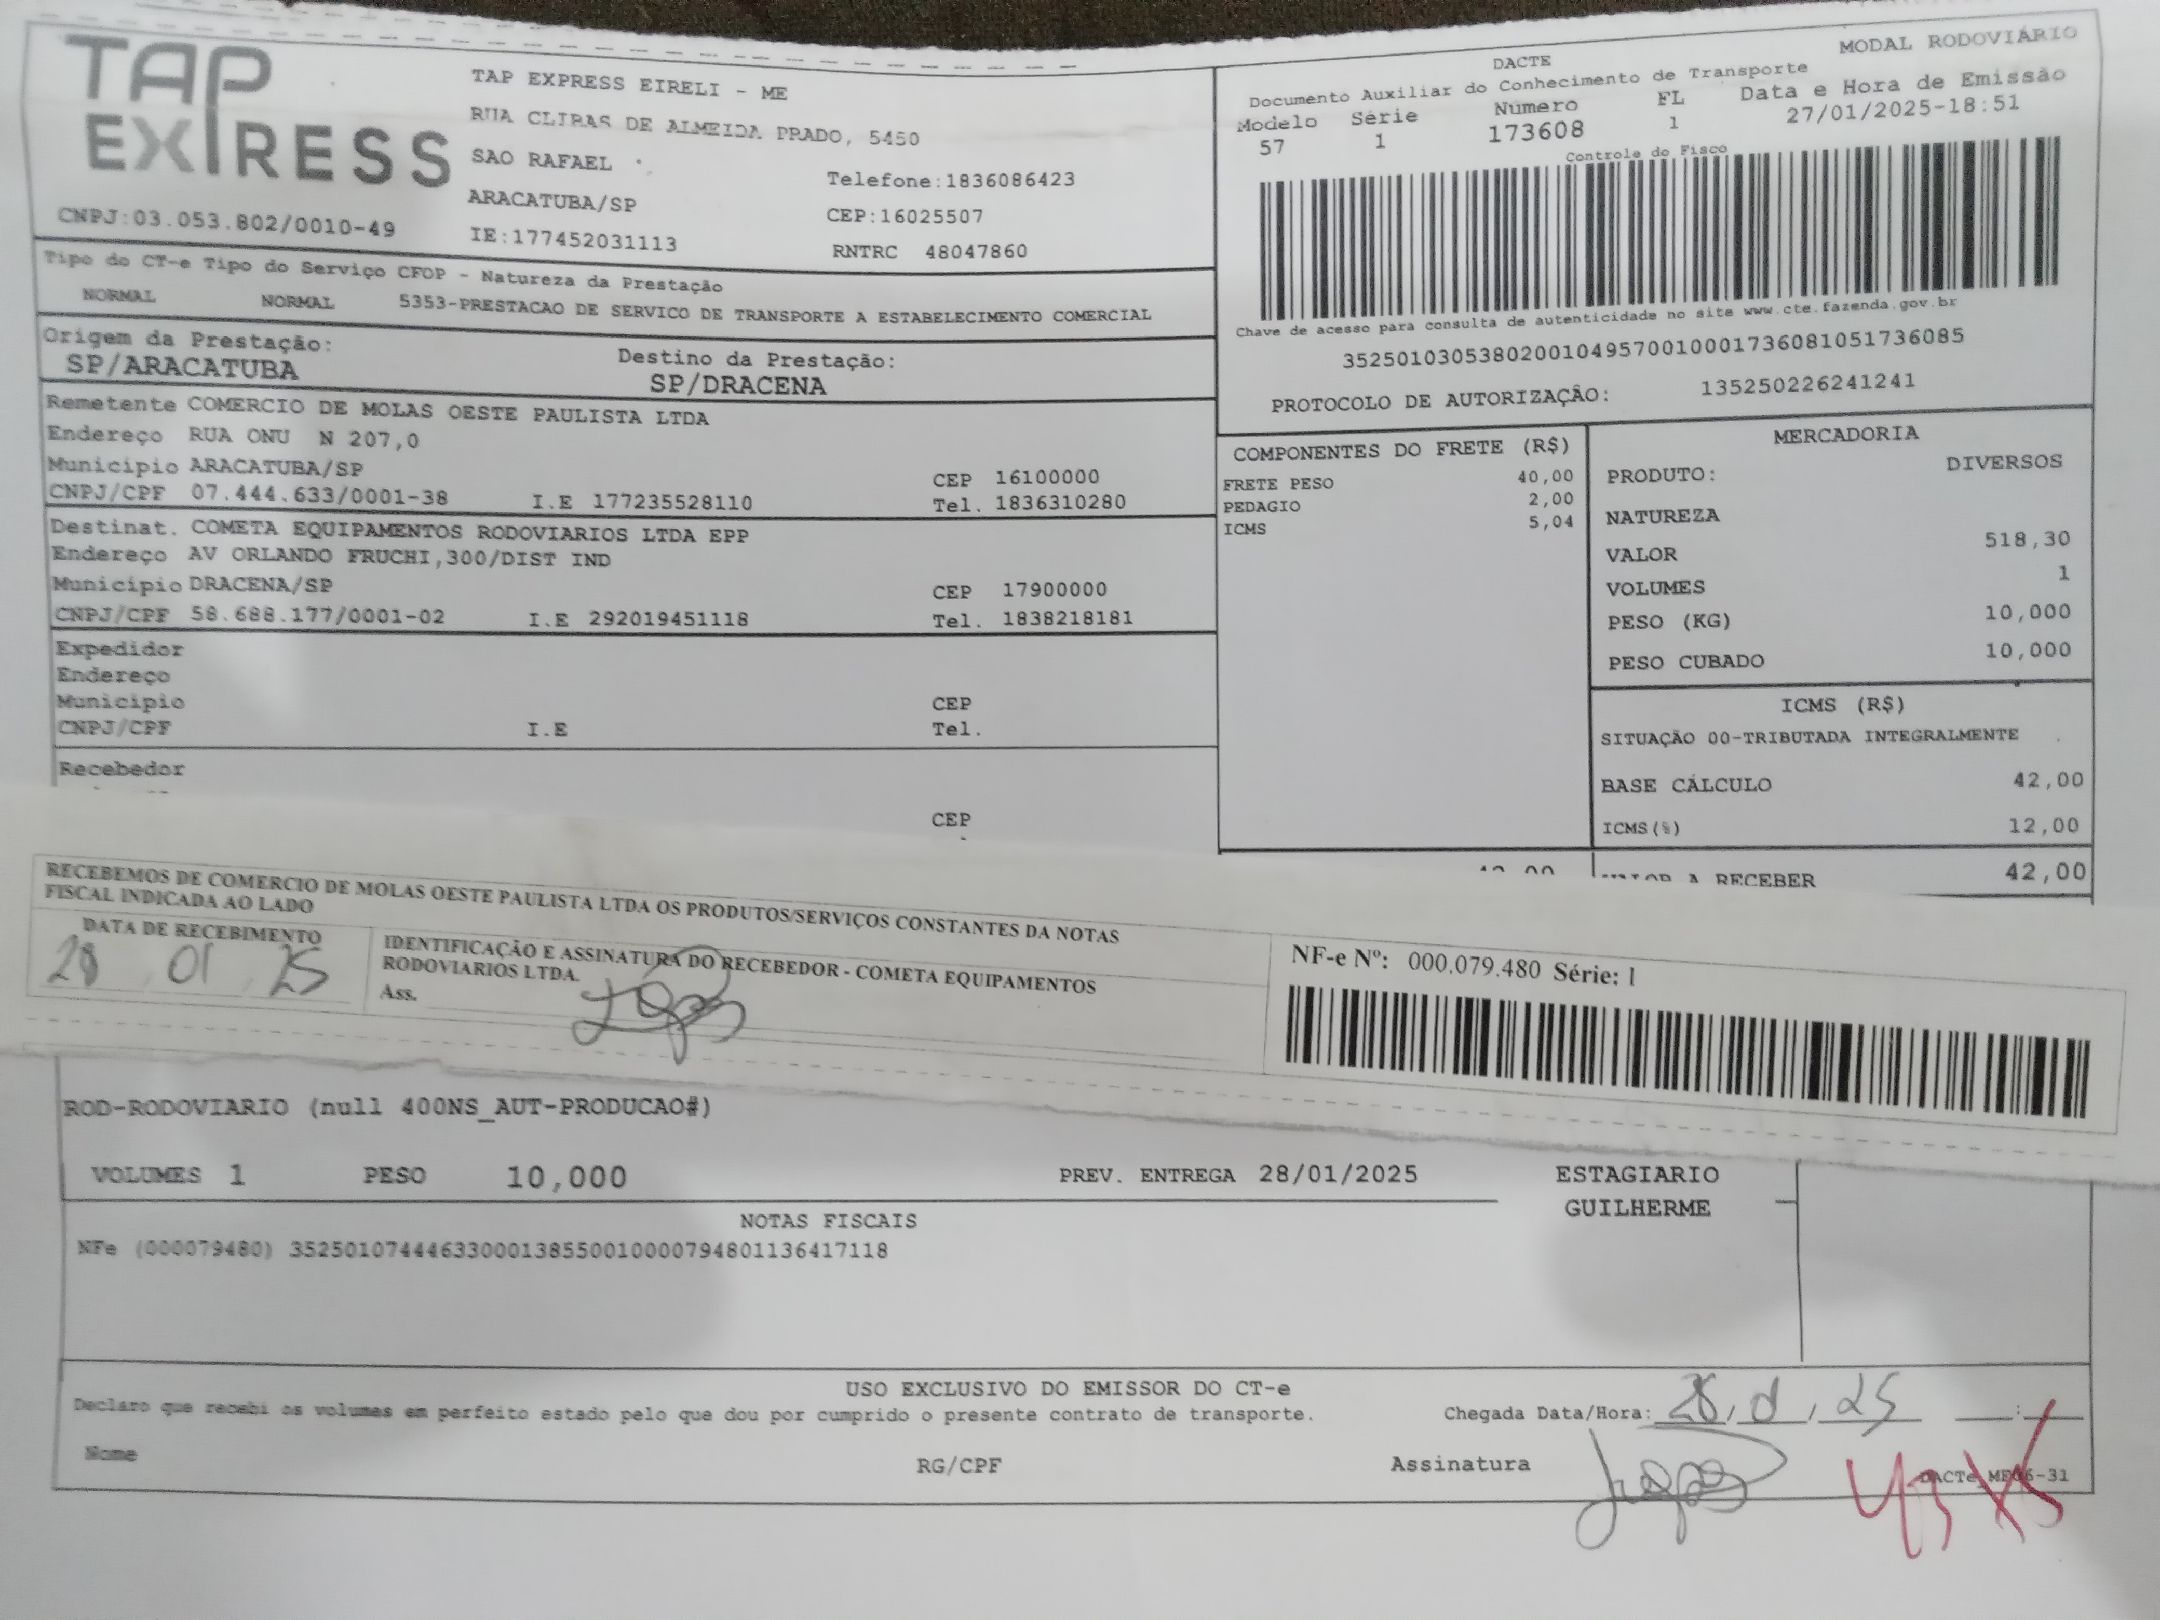 TAP
EXPRESS
CNPJ:03.053.802/0010-49
TAP EXPRESS EIRELI - ME
RUA CLIBAS DE ALMEIDA PRADO, 5450
SAO RAFAEL
Telefone:1836086423
ARACATUBA/SP
CEP:16025507
IE:177452031113
RNTRC 48047860
DACTE
MODAL RODOVIÁRIO
Documento Auxiliar do Conhecimento de Transporte
Modelo Série Número FL Data e Hora de Emissão
57 1 173608 1 27/01/2025-18:51
Controle do Fisco
Chave de acesso para consulta de autenticidade no site www.cte.fazenda.gov.br
35250103053802001049570010001736081051736085
PROTOCOLO DE AUTORIZAÇÃO: 135250226241241
Tipo do CT-e Tipo do Serviço CFOP - Natureza da Prestação
NORMAL NORMAL 5353-PRESTACAO DE SERVICO DE TRANSPORTE A ESTABELECIMENTO COMERCIAL
Origem da Prestação: Destino da Prestação:
SP/ARACATUBA SP/DRACENA
Remetente COMERCIO DE MOLAS OESTE PAULISTA LTDA
Endereço RUA ONU N 207,0
Município ARACATUBA/SP CEP 16100000
CNPJ/CPF 07.444.633/0001-38 I.E 177235528110 Tel. 1836310280
Destinat. COMETA EQUIPAMENTOS RODOVIARIOS LTDA EPP
Endereço AV ORLANDO FRUCHI,300/DIST IND
Município DRACENA/SP CEP 17900000
CNPJ/CPF 58.688.177/0001-02 I.E 292019451118 Tel. 1838218181
Expedidor
Endereço
Município CEP
CNPJ/CPF I.E Tel.
Recebedor
CEP
COMPONENTES DO FRETE (R$)
FRETE PESO 40,00
PEDAGIO 2,00
ICMS 5,04
MERCADORIA
PRODUTO: DIVERSOS
NATUREZA
VALOR 518,30
VOLUMES 1
PESO (KG) 10,000
PESO CUBADO 10,000
ICMS (R$)
SITUAÇÃO 00-TRIBUTADA INTEGRALMENTE
BASE CÁLCULO 42,00
ICMS(%) 12,00
A RECEBER 42,00
RECEBEMOS DE COMERCIO DE MOLAS OESTE PAULISTA LTDA OS PRODUTOS/SERVIÇOS CONSTANTES DA NOTAS
FISCAL INDICADA AO LADO
DATA DE RECEBIMENTO
28 01 25
IDENTIFICAÇÃO E ASSINATURA DO RECEBEDOR - COMETA EQUIPAMENTOS
RODOVIARIOS LTDA.
Ass.
NF-e Nº: 000.079.480 Série: 1
ROD-RODOVIARIO (null 400NS_AUT-PRODUCAO#)
VOLUMES 1 PESO 10,000 PREV. ENTREGA 28/01/2025 ESTAGIARIO
GUILHERME
NOTAS FISCAIS
NFe (000079480) 35250107444633000138550010000794801136417118
USO EXCLUSIVO DO EMISSOR DO CT-e
Declaro que recebi os volumes em perfeito estado pelo que dou por cumprido o presente contrato de transporte.
Chegada Data/Hora: 28, 25
Nome RG/CPF Assinatura